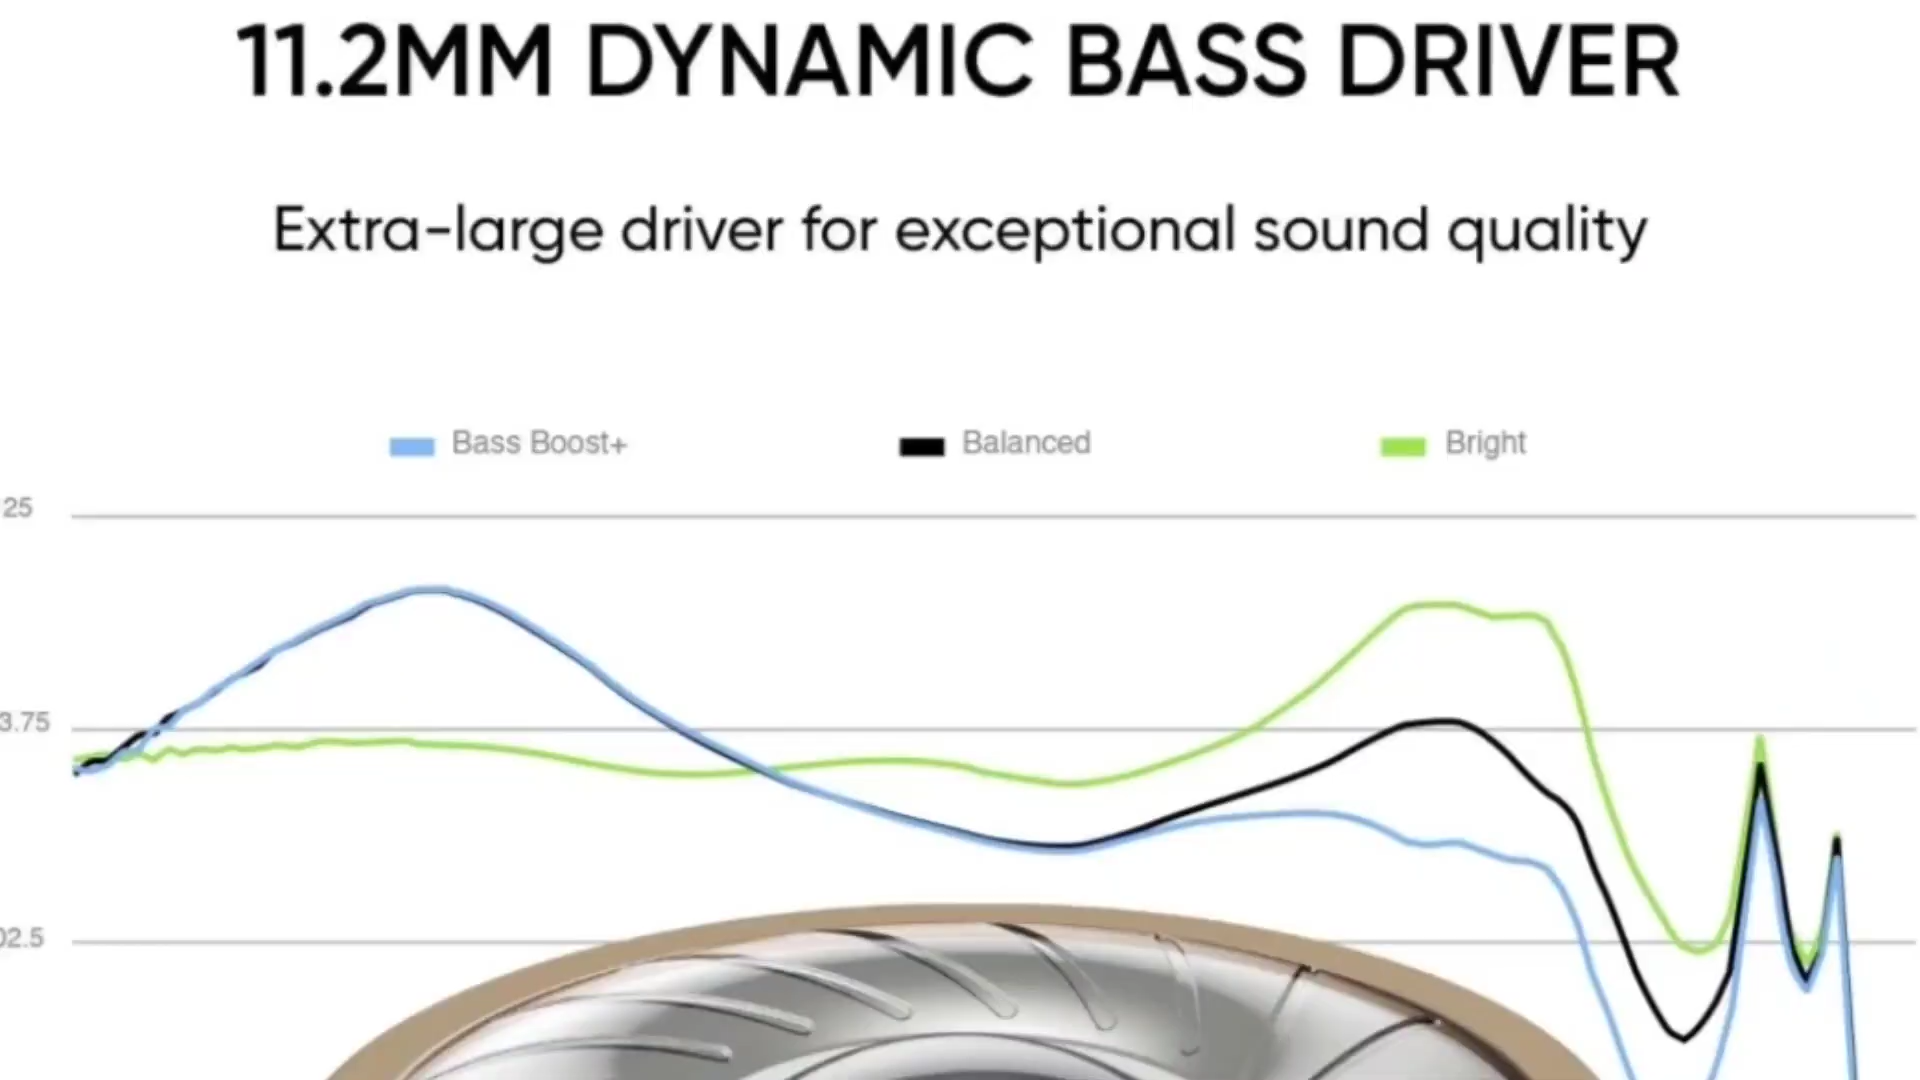 11.2MM DYNAMIC BASS DRIVER
Extra-large driver for exceptional sound quality
Bass Boost+ Balanced Bright
25
3.75
02.5